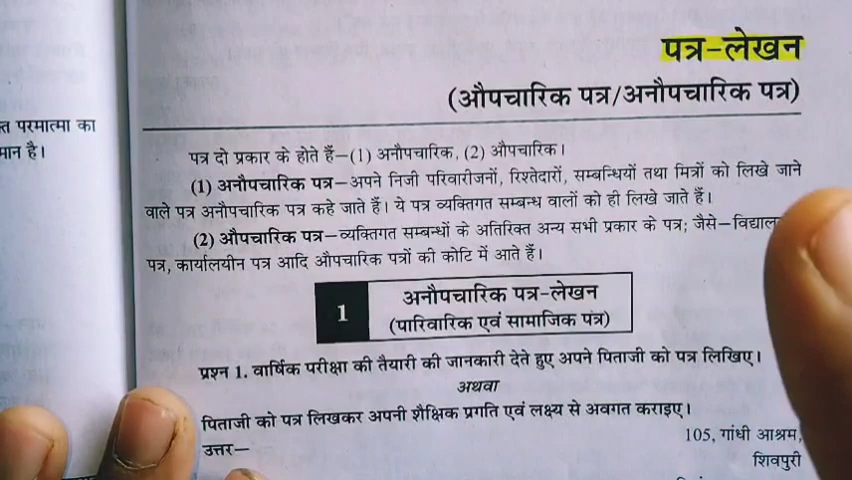 पत्र-लेखन
(औपचारिक पत्र/अनौपचारिक पत्र)
परमात्मा का
मान है।
पत्र दो प्रकार के होते हैं—(1) अनौपचारिक, (2) औपचारिक।
(1) अनौपचारिक पत्र—अपने निजी परिवारीजनों, रिश्तेदारों, सम्बन्धियों तथा मित्रों को लिखे जाने
वाले पत्र अनौपचारिक पत्र कहे जाते हैं। ये पत्र व्यक्तिगत सम्बन्ध वालों को ही लिखे जाते हैं।
(2) औपचारिक पत्र—व्यक्तिगत सम्बन्धों के अतिरिक्त अन्य सभी प्रकार के पत्र; जैसे—
पत्र, कार्यालयीन पत्र आदि औपचारिक पत्रों की कोटि में आते हैं।
1
अनौपचारिक पत्र-लेखन
(पारिवारिक एवं सामाजिक पत्र)
प्रश्न 1. वार्षिक परीक्षा की तैयारी की जानकारी देते हुए अपने पिताजी को पत्र लिखिए।
अथवा
पिताजी को पत्र लिखकर अपनी शैक्षिक प्रगति एवं लक्ष्य से अवगत कराइए।
उत्तर—
105, गांधी आश्रम,
शिवपुरी